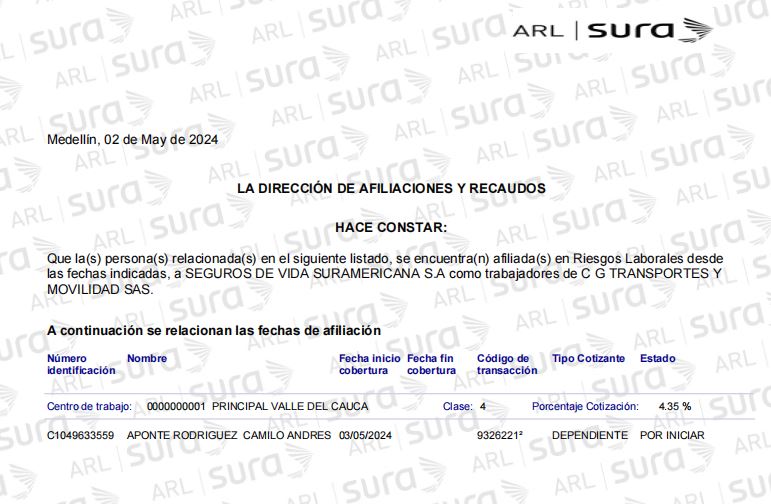 ARL | sura
Medellín, 02 de May de 2024
LA DIRECCIÓN DE AFILIACIONES Y RECAUDOS
HACE CONSTAR:
Que la(s) persona(s) relacionada(s) en el siguiente listado, se encuentra(n) afiliada(s) en Riesgos Laborales desde
las fechas indicadas, a SEGUROS DE VIDA SURAMERICANA S.A como trabajadores de C G TRANSPORTES Y
MOVILIDAD SAS.
A continuación se relacionan las fechas de afiliación
Número Nombre Fecha inicio Fecha fin Código de Tipo Cotizante Estado
identificación cobertura cobertura transacción
Centro de trabajo: 0000000001 PRINCIPAL VALLE DEL CAUCA Clase: 4 Porcentaje Cotización: 4.35 %
C1049633559 APONTE RODRIGUEZ CAMILO ANDRES 03/05/2024 9326221² DEPENDIENTE POR INICIAR